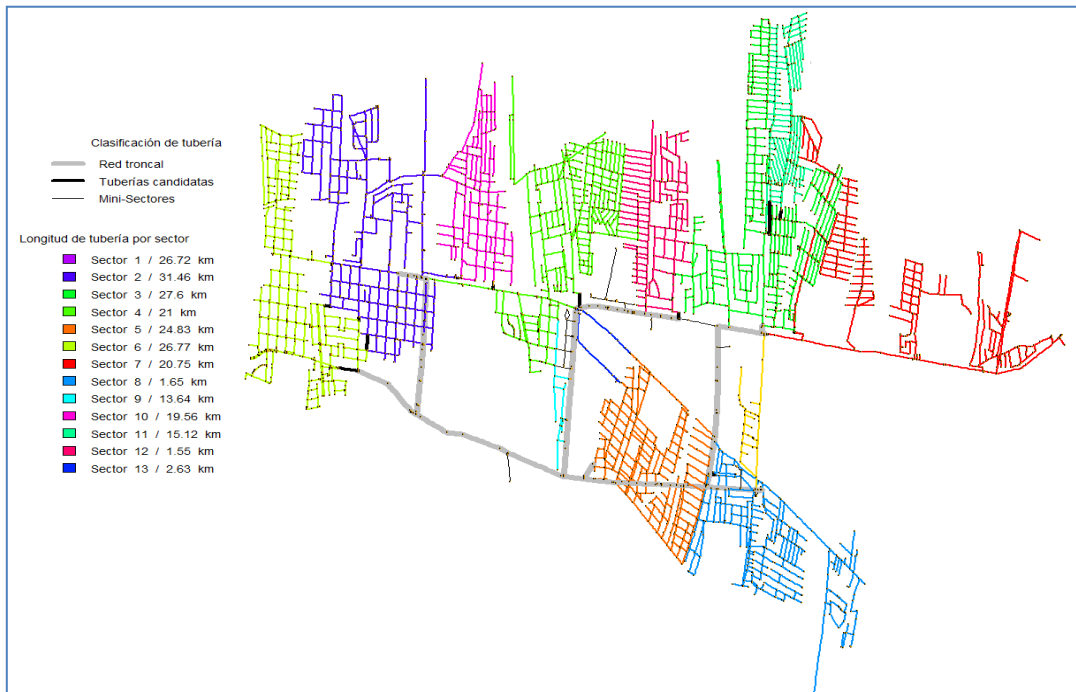 Clasificación de tubería
Red troncal
Tuberías candidatas
Mini-Sectores
Longitud de tubería por sector
Sector 1 / 26.72 km
Sector 2 / 31.46 km
Sector 3 / 27.6 km
Sector 4 / 21 km
Sector 5 / 24.83 km
Sector 6 / 26.77 km
Sector 7 / 20.75 km
Sector 8 / 1.65 km
Sector 9 / 13.64 km
Sector 10 / 19.56 km
Sector 11 / 15.12 km
Sector 12 / 1.55 km
Sector 13 / 2.63 km